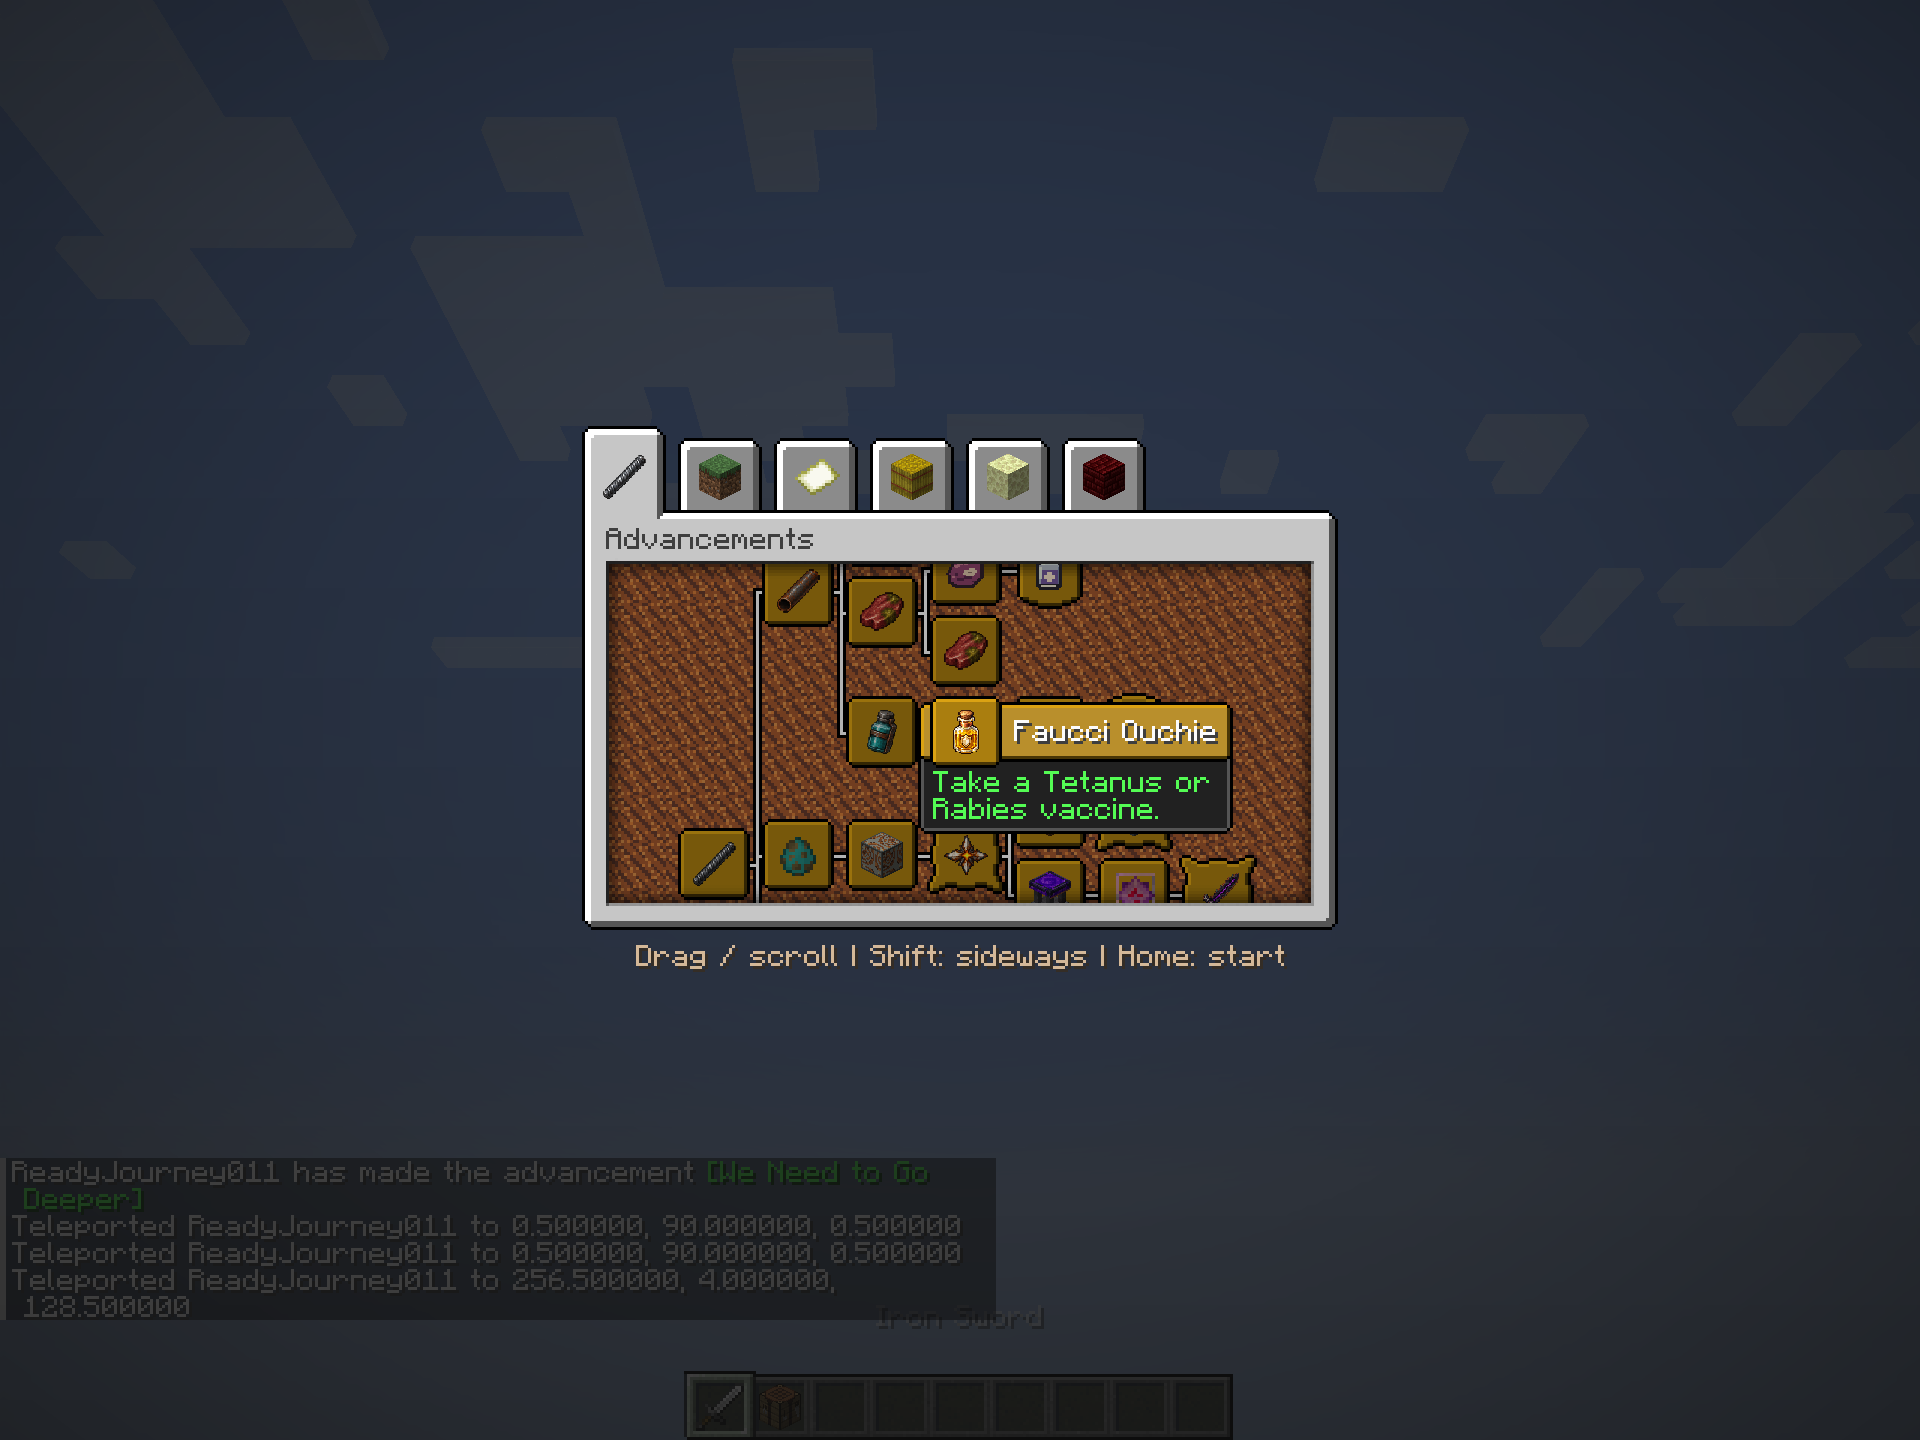 Advancements
Faucci Ouchie
Take a Tetanus or
Rabies vaccine.
Drag / scroll | Shift: sideways | Home: start
ReadyJourney011 has made the advancement [We Need to Go
Deeper]
Teleported ReadyJourney011 to 0.500000, 90.000000, 0.500000
Teleported ReadyJourney011 to 0.500000, 90.000000, 0.500000
Teleported ReadyJourney011 to 256.500000, 4.000000,
128.500000
Iron Sword